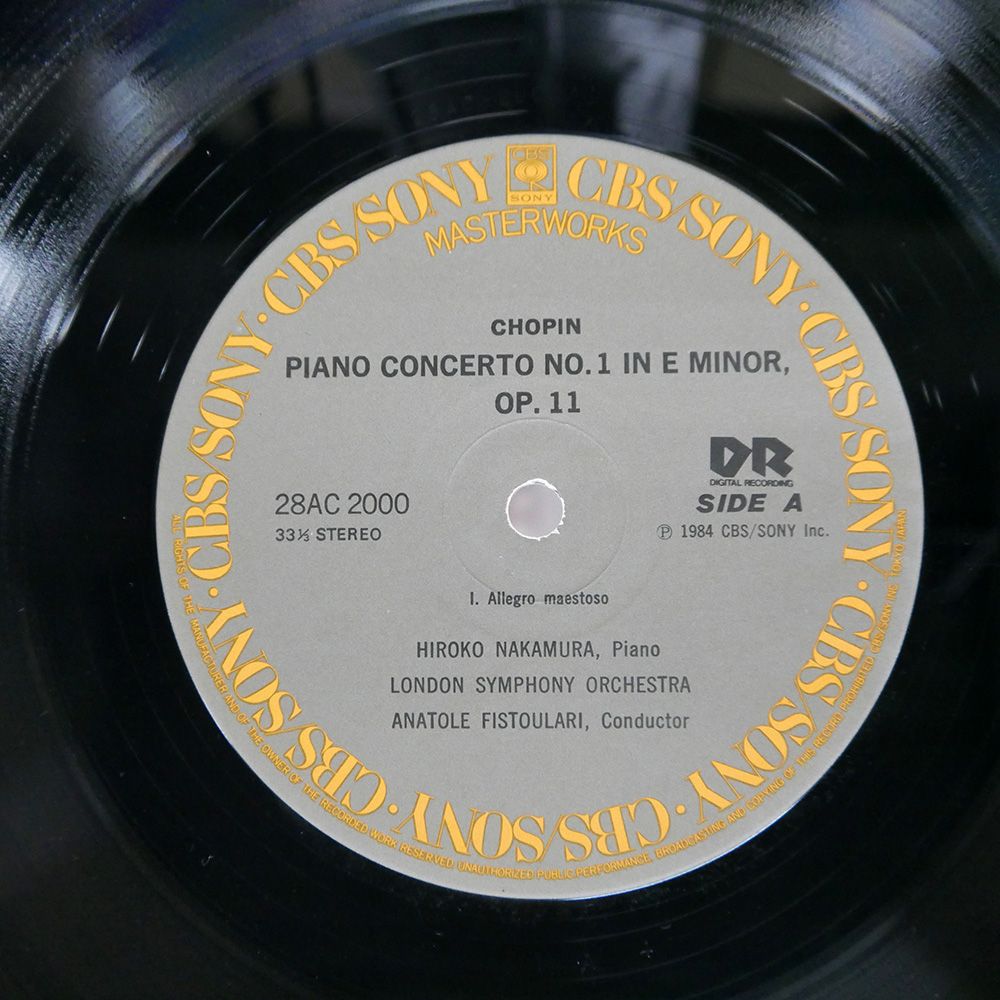 CBS/SONY · CBS/SONY · CBS/SONY · CBS/SONY · CBS/SONY · CBS/SONY · CBS/SONY · CBS/SONY · CBS/SONY
CBS
SONY
MASTERWORKS
CHOPIN
PIANO CONCERTO NO. 1 IN E MINOR,
OP. 11
DR
DIGITAL RECORDING
28AC 2000
SIDE A
33⅓ STEREO
℗ 1984 CBS/SONY Inc.
I. Allegro maestoso
HIROKO NAKAMURA, Piano
LONDON SYMPHONY ORCHESTRA
ANATOLE FISTOULARI, Conductor
ALL RIGHTS OF THE MANUFACTURER AND OF THE OWNER OF THE RECORDED WORK RESERVED. UNAUTHORIZED PUBLIC PERFORMANCE, BROADCASTING AND COPYING OF THIS RECORD PROHIBITED CBS/SONY INC. TOKYO JAPAN